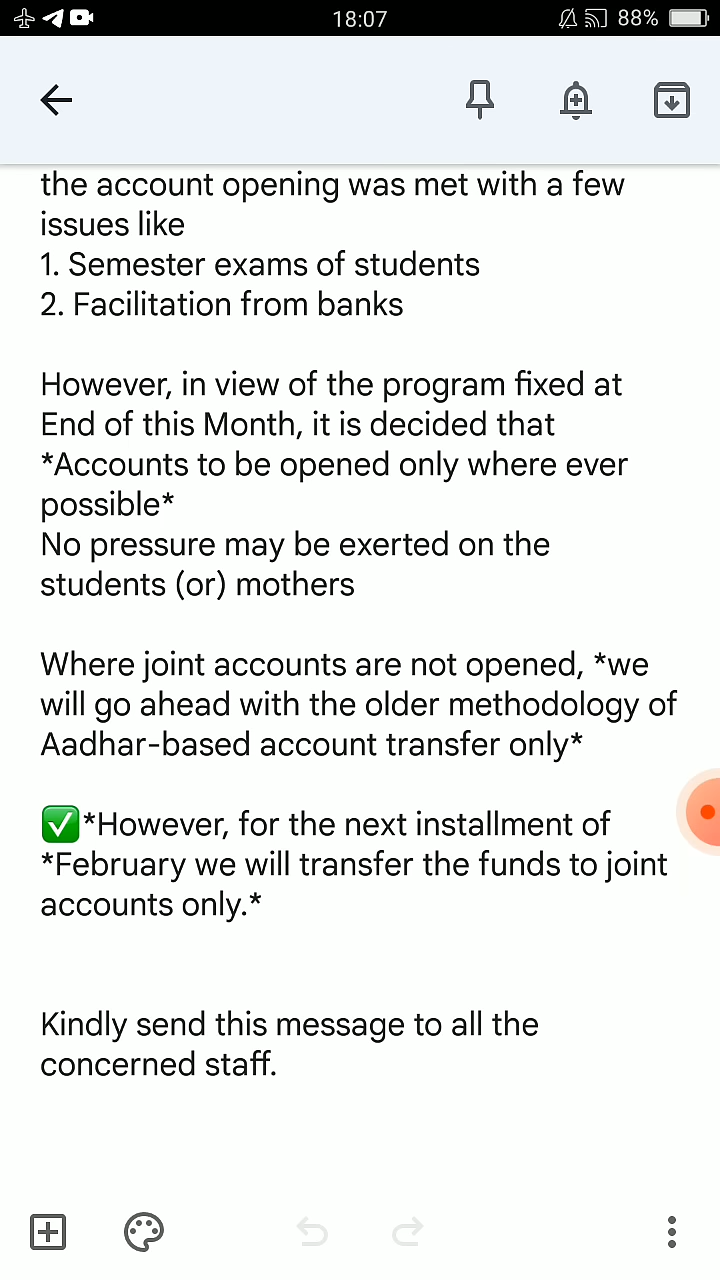 18:07
88%
the account opening was met with a few
issues like
1. Semester exams of students
2. Facilitation from banks
However, in view of the program fixed at
End of this Month, it is decided that
*Accounts to be opened only where ever
possible*
No pressure may be exerted on the
students (or) mothers
Where joint accounts are not opened, *we
will go ahead with the older methodology of
Aadhar-based account transfer only*
✅*However, for the next installment of
*February we will transfer the funds to joint
accounts only.*
Kindly send this message to all the
concerned staff.